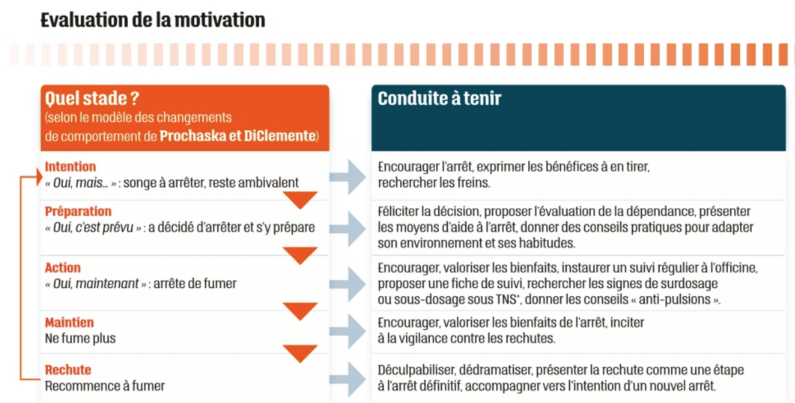 Evaluation de la motivation
Quel stade ?
(selon le modèle des changements
de comportement de Prochaska et DiClemente)
Conduite à tenir
Intention
« Oui, mais... » : songe à arrêter, reste ambivalent
Encourager l'arrêt, exprimer les bénéfices à en tirer,
rechercher les freins.
Préparation
« Oui, c'est prévu » : a décidé d'arrêter et s'y prépare
Féliciter la décision, proposer l'évaluation de la dépendance, présenter
les moyens d'aide à l'arrêt, donner des conseils pratiques pour adapter
son environnement et ses habitudes.
Action
« Oui, maintenant » : arrête de fumer
Encourager, valoriser les bienfaits, instaurer un suivi régulier à l'officine,
proposer une fiche de suivi, rechercher les signes de surdosage
ou sous-dosage sous TNS*, donner les conseils « anti-pulsions ».
Maintien
Ne fume plus
Encourager, valoriser les bienfaits de l'arrêt, inciter
à la vigilance contre les rechutes.
Rechute
Recommence à fumer
Déculpabiliser, dédramatiser, présenter la rechute comme une étape
à l'arrêt définitif, accompagner vers l'intention d'un nouvel arrêt.